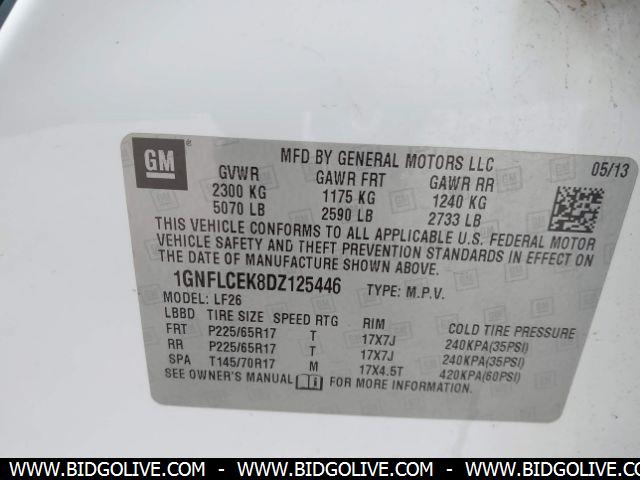 GM
MFD BY GENERAL MOTORS LLC 05/13
GVWR GAWR FRT GAWR RR
2300 KG 1175 KG 1240 KG
5070 LB 2590 LB 2733 LB
THIS VEHICLE CONFORMS TO ALL APPLICABLE U.S. FEDERAL MOTOR
VEHICLE SAFETY AND THEFT PREVENTION STANDARDS IN EFFECT ON
THE DATE OF MANUFACTURE SHOWN ABOVE.
1GNFLCEK8DZ125446 TYPE: M.P.V.
MODEL: LF26
LBBD TIRE SIZE SPEED RTG RIM COLD TIRE PRESSURE
FRT P225/65R17 T 17X7J 240KPA(35PSI)
RR P225/65R17 T 17X7J 240KPA(35PSI)
SPA T145/70R17 M 17X4.5T 420KPA(60PSI)
SEE OWNER'S MANUAL FOR MORE INFORMATION.
WWW.BIDGOLIVE.COM - WWW.BIDGOLIVE.COM - WWW.BIDGOLIVE.COM